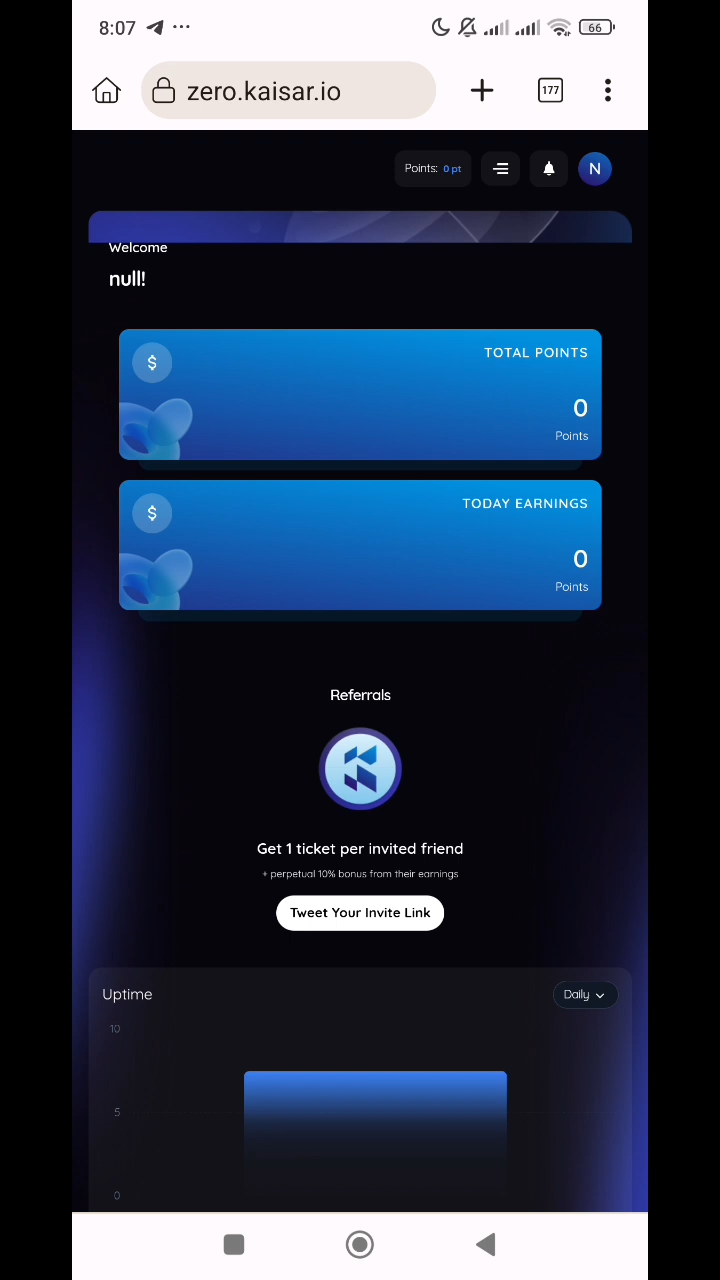 8:07
66
zero.kaisar.io
177
Points: 0 pt
N
Welcome
null!
$
TOTAL POINTS
0
Points
$
TODAY EARNINGS
0
Points
Referrals
Get 1 ticket per invited friend
+ perpetual 10% bonus from their earnings
Tweet Your Invite Link
Uptime
Daily
10
5
0